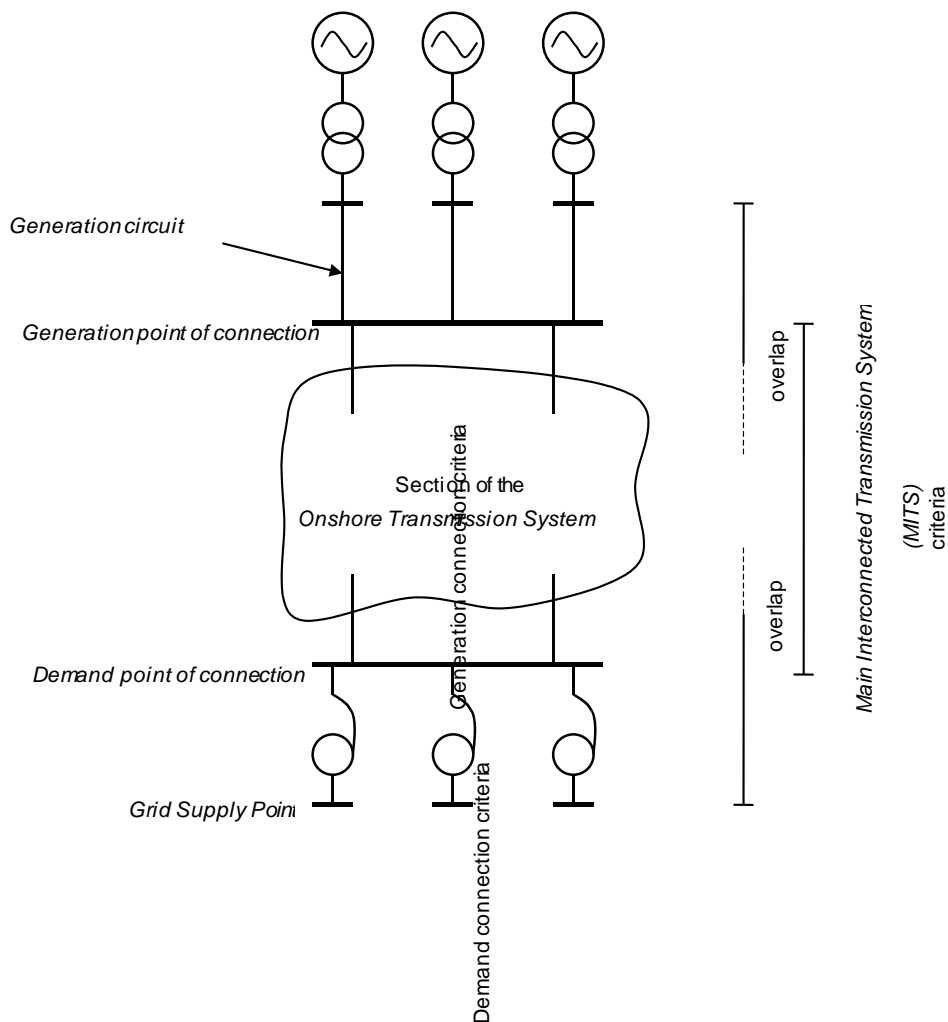 Generation circuit
Generation point of connection
overlap
Section of the
Onshore Transmission System
Generation connection criteria
Main Interconnected Transmission System
(MITS)
criteria
overlap
Demand point of connection
Grid Supply Point
Demand connection criteria